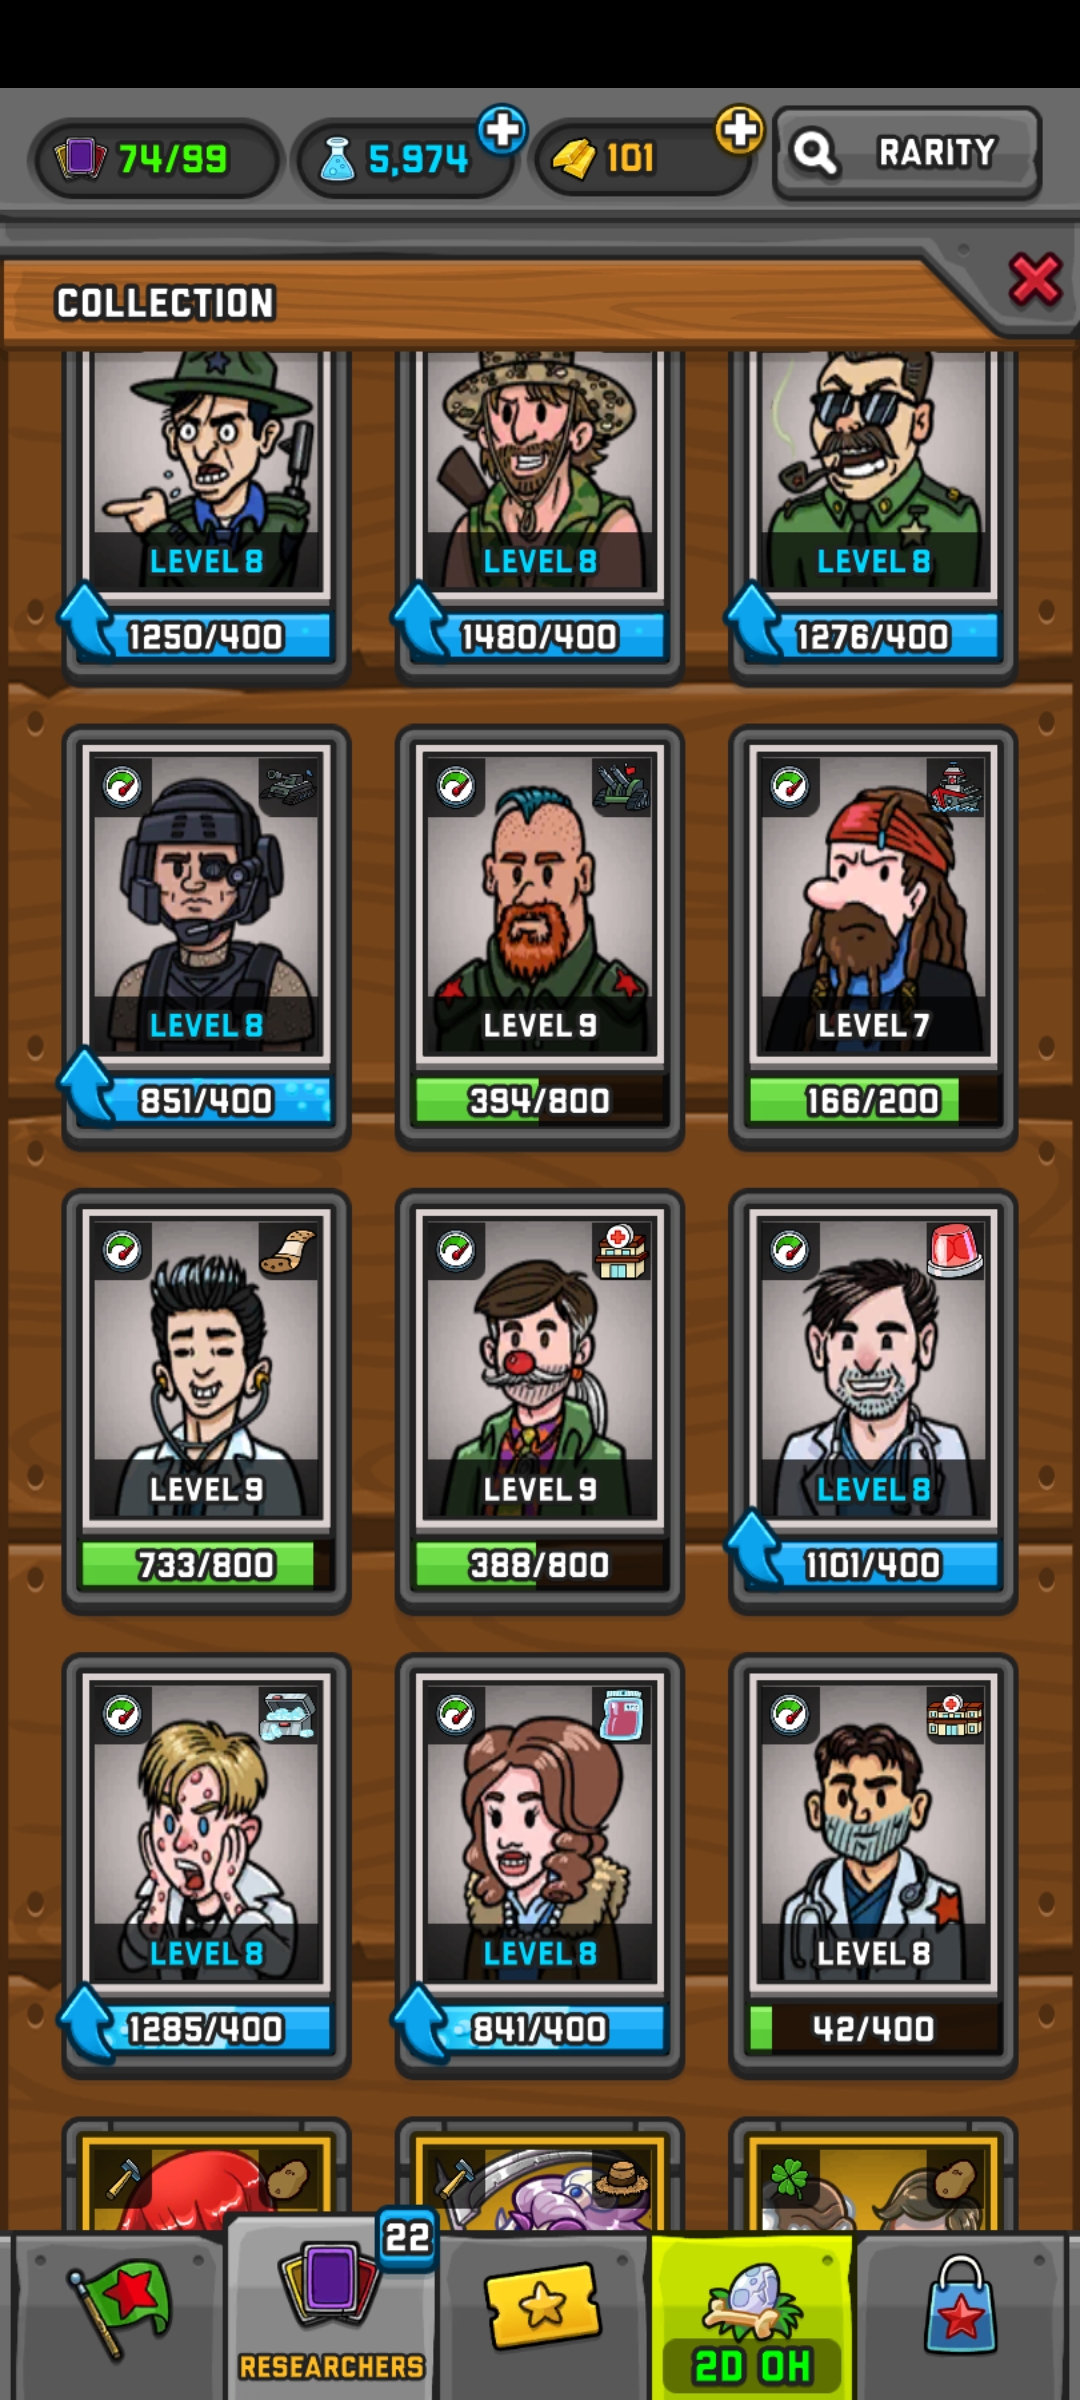 74/99
5,974
101
RARITY
COLLECTION
LEVEL 8
LEVEL 8
LEVEL 8
1250/400
1480/400
1276/400
LEVEL 8
LEVEL 9
LEVEL 7
851/400
394/800
166/200
LEVEL 9
LEVEL 9
LEVEL 8
733/800
388/800
1101/400
LEVEL 8
LEVEL 8
LEVEL 8
1285/400
841/400
42/400
22
RESEARCHERS
2D 0H